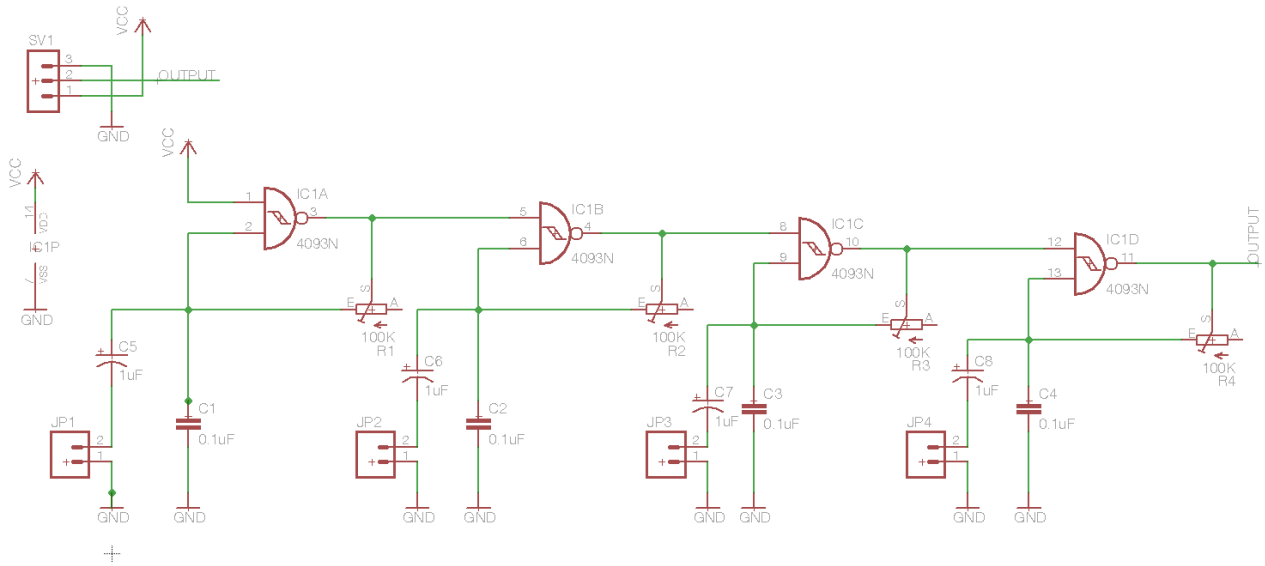 VCC
SV1
3
2
1
OUTPUT
GND
VCC
VCC
14
VDD
IC1P
7
VSS
GND
1
2
IC1A
3
4093N
5
6
IC1B
4
4093N
8
9
IC1C
10
4093N
12
13
IC1D
11
4093N
OUTPUT
E S A
100K
R1
E S A
100K
R2
E S A
100K
R3
E S A
100K
R4
C5
1uF
C6
1uF
C7
1uF
C8
1uF
C1
0.1uF
C2
0.1uF
C3
0.1uF
C4
0.1uF
JP1
2
1
JP2
2
1
JP3
2
1
JP4
2
1
GND
GND
GND
GND
GND
GND
GND
GND